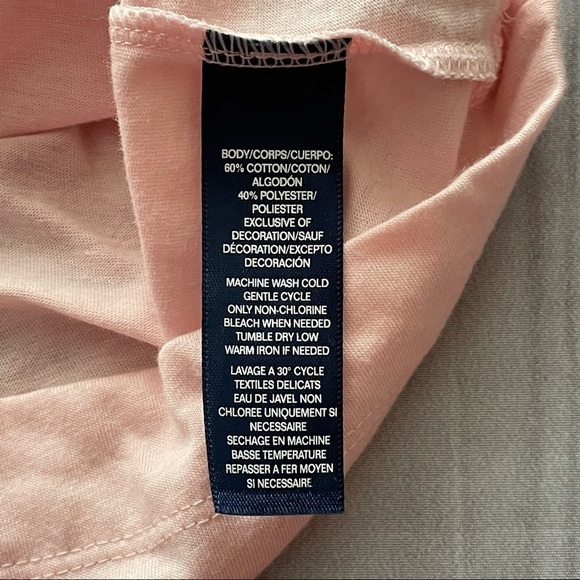 BODY/CORPS/CUERPO:
60% COTTON/COTON/
ALGODÓN
40% POLYESTER/
POLIESTER
EXCLUSIVE OF
DECORATION/SAUF
DÉCORATION/EXCEPTO
DECORACIÓN
MACHINE WASH COLD
GENTLE CYCLE
ONLY NON-CHLORINE
BLEACH WHEN NEEDED
TUMBLE DRY LOW
WARM IRON IF NEEDED
LAVAGE A 30° CYCLE
TEXTILES DELICATS
EAU DE JAVEL NON
CHLOREE UNIQUEMENT SI
NECESSAIRE
SECHAGE EN MACHINE
BASSE TEMPERATURE
REPASSER A FER MOYEN
SI NECESSAIRE